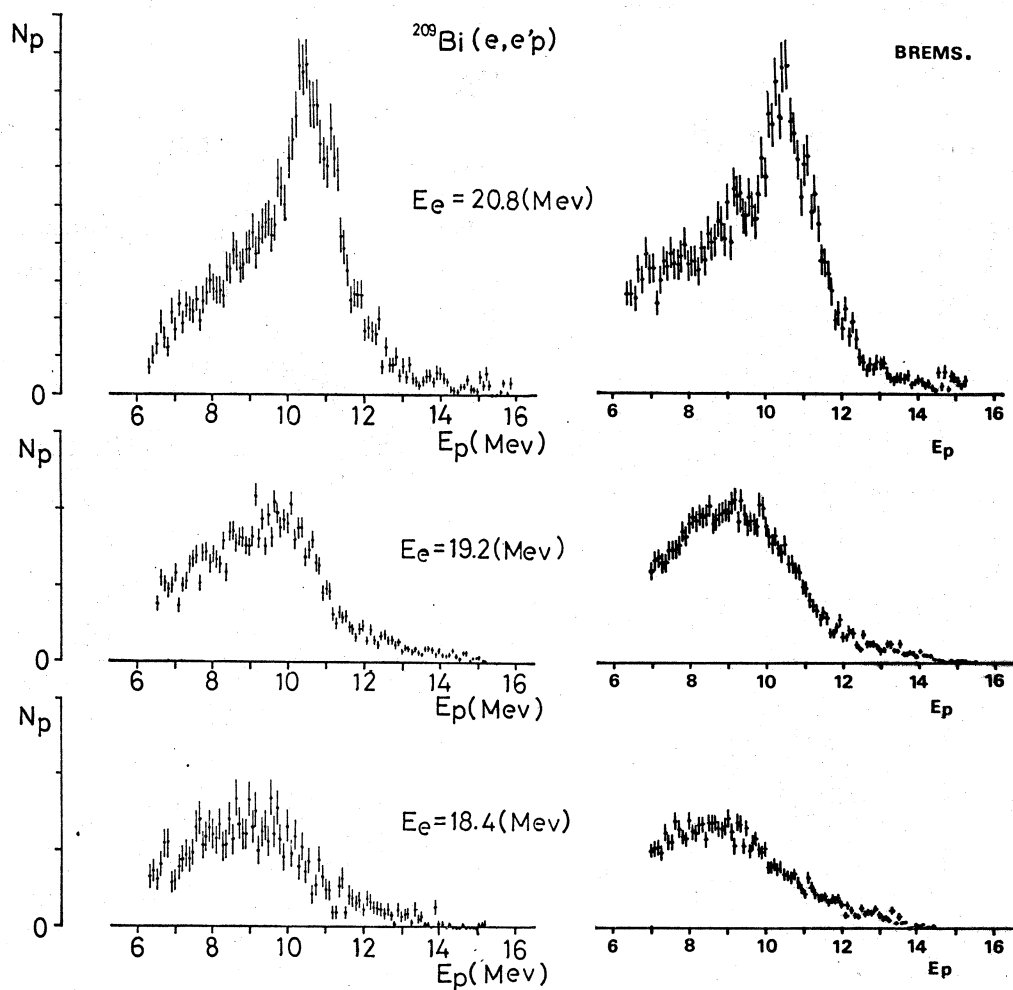 Np
²⁰⁹Bi(e,e'p)
BREMS.
Ee = 20.8(Mev)
0
6 8 10 12 14 16
Ep(Mev)
6 8 10 12 14 16
Ep
Np
Ee=19.2(Mev)
0
6 8 10 12 14 16
Ep(Mev)
6 8 10 12 14 16
Ep
Np
Ee=18.4(Mev)
0
6 8 10 12 14 16
Ep(Mev)
6 8 10 12 14 16
Ep